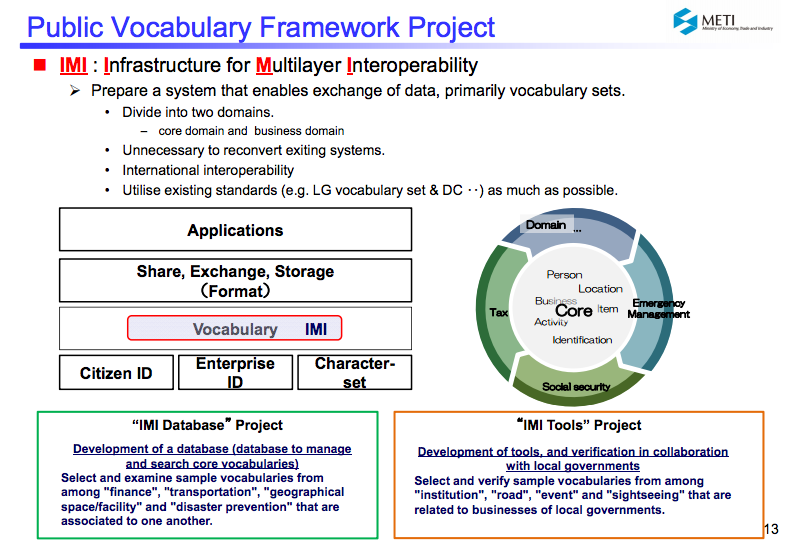 Public Vocabulary Framework Project
METI
Ministry of Economy, Trade and Industry
■ IMI : Infrastructure for Multilayer Interoperability
➢ Prepare a system that enables exchange of data, primarily vocabulary sets.
• Divide into two domains.
– core domain and business domain
• Unnecessary to reconvert exiting systems.
• International interoperability
• Utilise existing standards (e.g. LG vocabulary set & DC ‥) as much as possible.
Applications
Share, Exchange, Storage
（Format）
Vocabulary IMI
Citizen ID
Enterprise
ID
Character-
set
Domain ...
Person
Location
Business
Core
Item
Activity
Identification
Tax
Emergency
Management
Social security
“IMI Database” Project
Development of a database (database to manage
and search core vocabularies)
Select and examine sample vocabularies from
among "finance", "transportation", "geographical
space/facility" and "disaster prevention" that are
associated to one another.
“IMI Tools” Project
Development of tools, and verification in collaboration
with local governments
Select and verify sample vocabularies from among
"institution", "road", "event" and "sightseeing" that are
related to businesses of local governments.
13